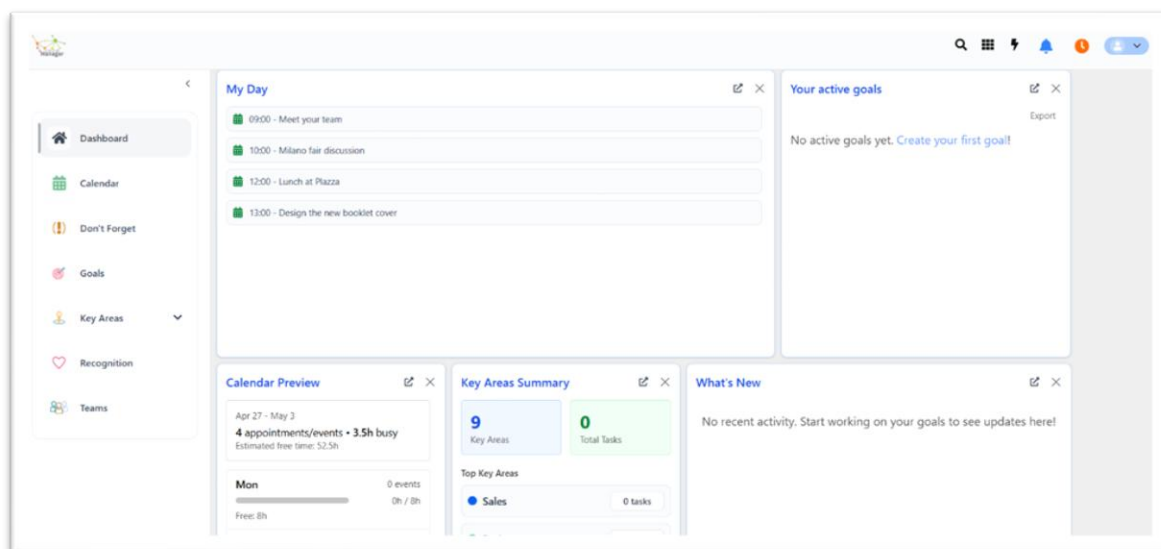 Manager
Dashboard
Calendar
Don't Forget
Goals
Key Areas
Recognition
Teams
My Day
09:00 - Meet your team
10:00 - Milano fair discussion
12:00 - Lunch at Plazza
13:00 - Design the new booklet cover
Your active goals
Export
No active goals yet. Create your first goal!
Calendar Preview
Apr 27 - May 3
4 appointments/events • 3.5h busy
Estimated free time: 52.5h
Mon
0 events
0h / 8h
Free: 8h
Key Areas Summary
9
Key Areas
0
Total Tasks
Top Key Areas
Sales
0 tasks
What's New
No recent activity. Start working on your goals to see updates here!